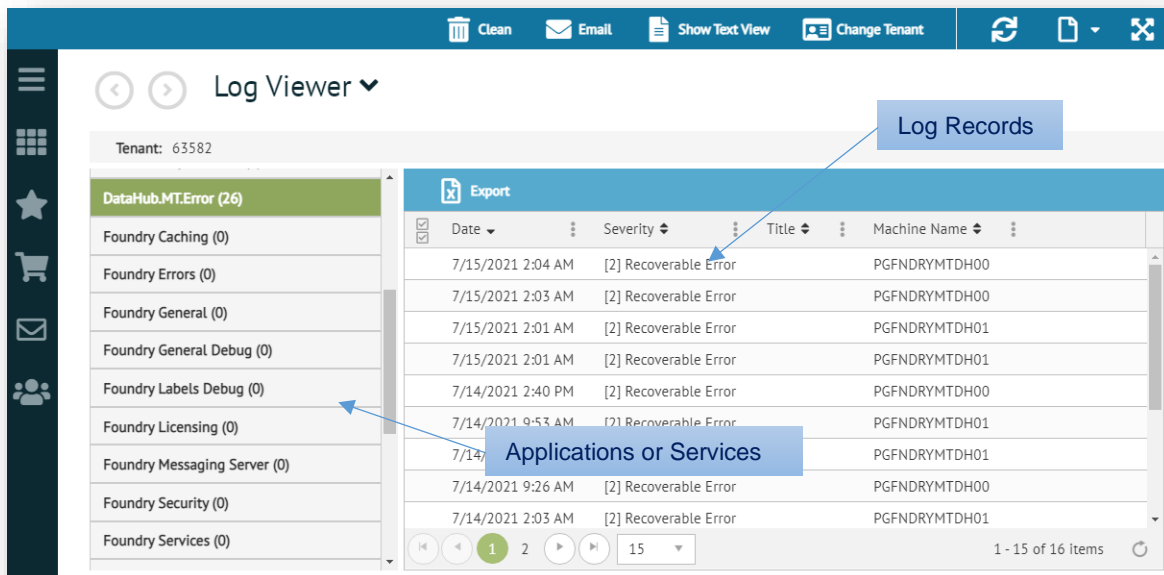 Clean Email Show Text View Change Tenant
Log Viewer
Log Records
Tenant: 63582
DataHub.MT.Error (26)
Foundry Caching (0)
Foundry Errors (0)
Foundry General (0)
Foundry General Debug (0)
Foundry Labels Debug (0)
Foundry Licensing (0)
Foundry Messaging Server (0)
Foundry Security (0)
Foundry Services (0)
Export
Date Severity Title Machine Name
7/15/2021 2:04 AM [2] Recoverable Error PGFNDRYMTDH00
7/15/2021 2:03 AM [2] Recoverable Error PGFNDRYMTDH00
7/15/2021 2:01 AM [2] Recoverable Error PGFNDRYMTDH01
7/15/2021 2:01 AM [2] Recoverable Error PGFNDRYMTDH01
7/14/2021 2:40 PM [2] Recoverable Error PGFNDRYMTDH00
7/14/2021 9:53 AM [2] Recoverable Error PGFNDRYMTDH01
7/14/ PGFNDRYMTDH01
Applications or Services
7/14/2021 9:26 AM [2] Recoverable Error PGFNDRYMTDH00
7/14/2021 2:03 AM [2] Recoverable Error PGFNDRYMTDH01
1 2 15 1 - 15 of 16 items